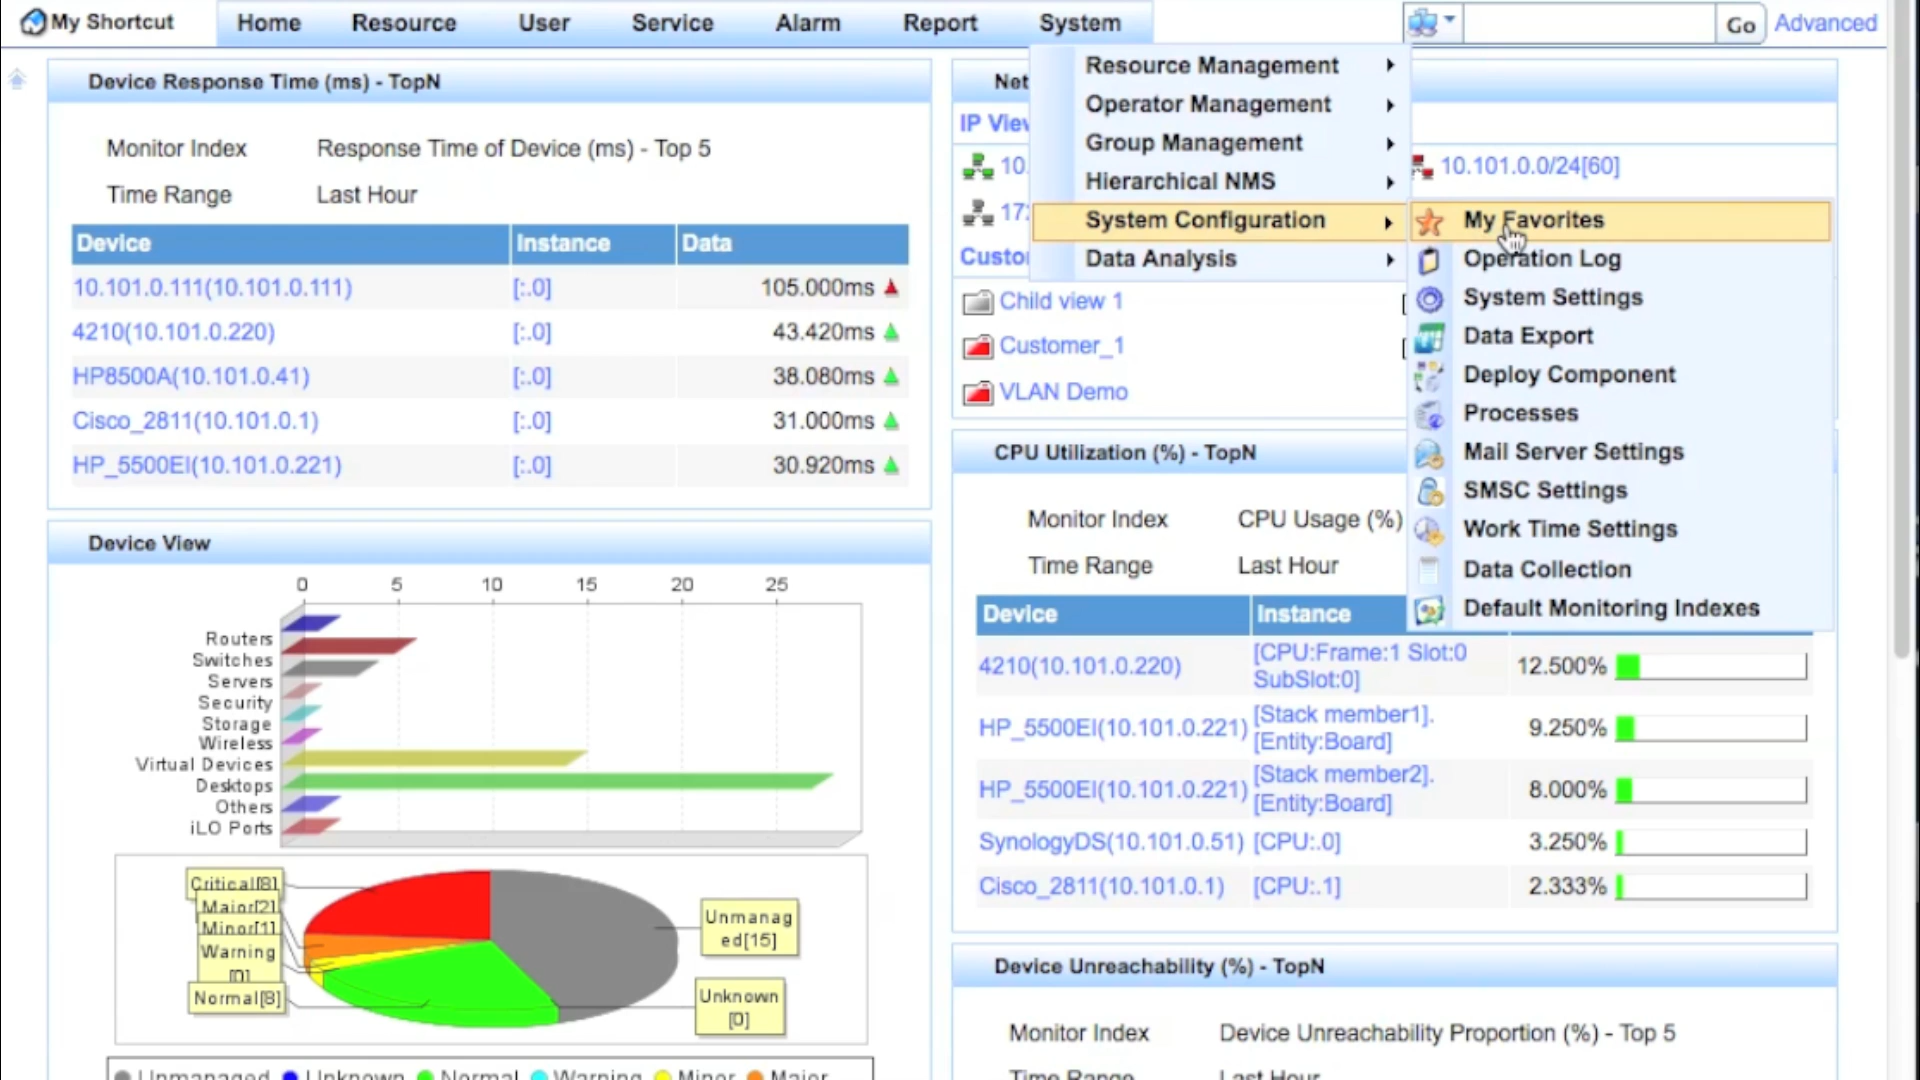 My Shortcut
Home
Resource
User
Service
Alarm
Report
System
Go
Advanced
Device Response Time (ms) - TopN
Monitor Index
Response Time of Device (ms) - Top 5
Time Range
Last Hour
Device
Instance
Data
10.101.0.111(10.101.0.111)
[:.0]
105.000ms
4210(10.101.0.220)
[:.0]
43.420ms
HP8500A(10.101.0.41)
[:.0]
38.080ms
Cisco_2811(10.101.0.1)
[:.0]
31.000ms
HP_5500EI(10.101.0.221)
[:.0]
30.920ms
Device View
0
5
10
15
20
25
Routers
Switches
Servers
Security
Storage
Wireless
Virtual Devices
Desktops
Others
iLO Ports
Critical[8]
Major[2]
Minor[1]
Warning
[0]
Normal[8]
Unmanag
ed[15]
Unknown
[0]
Unmanaged
Unknown
Normal
Warning
Minor
Major
Net
IP View
10.
10.101.0.0/24[60]
172
Custo
Child view 1
[
Customer_1
[
VLAN Demo
Resource Management
Operator Management
Group Management
Hierarchical NMS
System Configuration
Data Analysis
My Favorites
Operation Log
System Settings
Data Export
Deploy Component
Processes
Mail Server Settings
SMSC Settings
Work Time Settings
Data Collection
Default Monitoring Indexes
CPU Utilization (%) - TopN
Monitor Index
CPU Usage (%)
Time Range
Last Hour
Device
Instance
4210(10.101.0.220)
[CPU:Frame:1 Slot:0
SubSlot:0]
12.500%
HP_5500EI(10.101.0.221)
[Stack member1].
[Entity:Board]
9.250%
HP_5500EI(10.101.0.221)
[Stack member2].
[Entity:Board]
8.000%
SynologyDS(10.101.0.51)
[CPU:.0]
3.250%
Cisco_2811(10.101.0.1)
[CPU:.1]
2.333%
Device Unreachability (%) - TopN
Monitor Index
Device Unreachability Proportion (%) - Top 5
Time Range
Last Hour